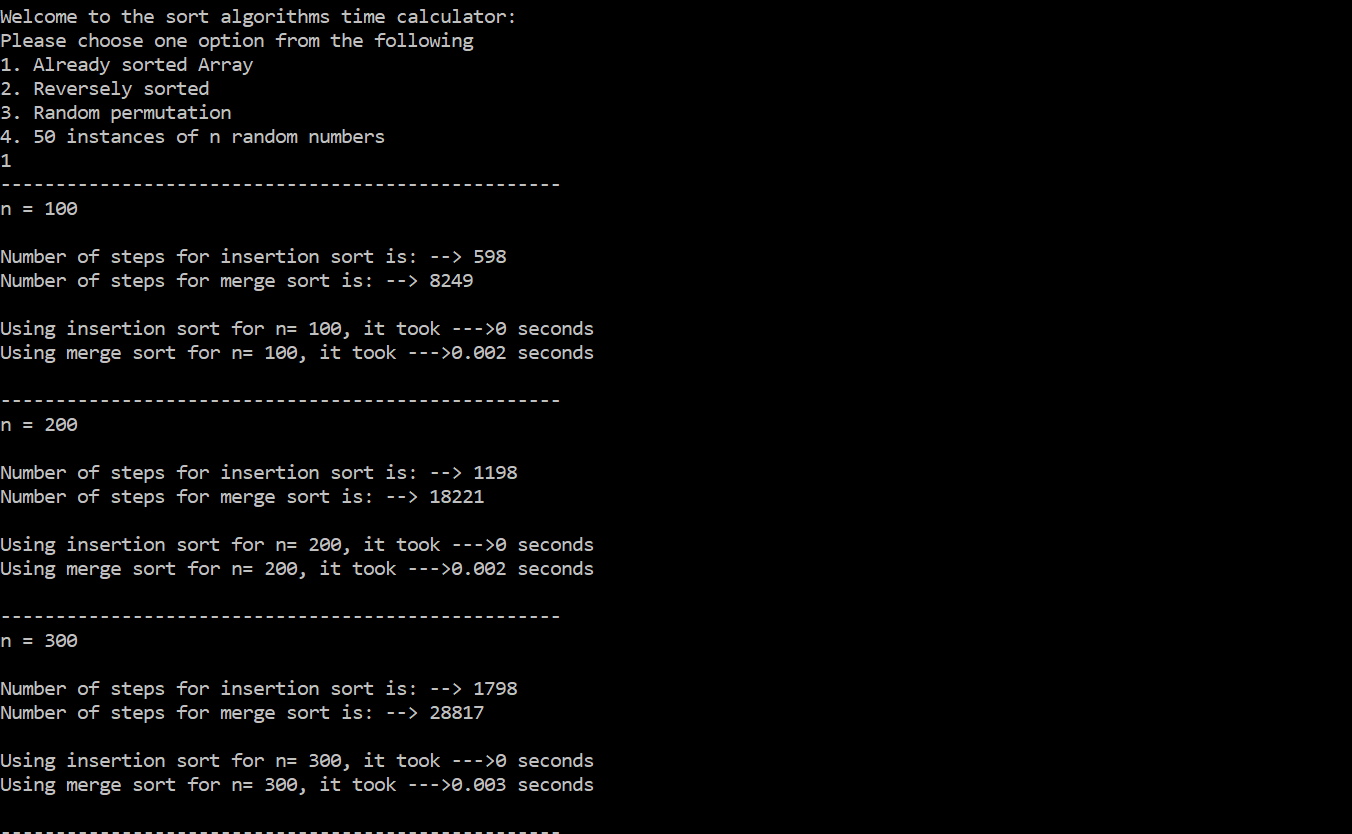 Welcome to the sort algorithms time calculator:
Please choose one option from the following
1. Already sorted Array
2. Reversely sorted
3. Random permutation
4. 50 instances of n random numbers
1
---------------------------------------------------
n = 100
Number of steps for insertion sort is: --> 598
Number of steps for merge sort is: --> 8249
Using insertion sort for n= 100, it took --->0 seconds
Using merge sort for n= 100, it took --->0.002 seconds
---------------------------------------------------
n = 200
Number of steps for insertion sort is: --> 1198
Number of steps for merge sort is: --> 18221
Using insertion sort for n= 200, it took --->0 seconds
Using merge sort for n= 200, it took --->0.002 seconds
---------------------------------------------------
n = 300
Number of steps for insertion sort is: --> 1798
Number of steps for merge sort is: --> 28817
Using insertion sort for n= 300, it took --->0 seconds
Using merge sort for n= 300, it took --->0.003 seconds
---------------------------------------------------